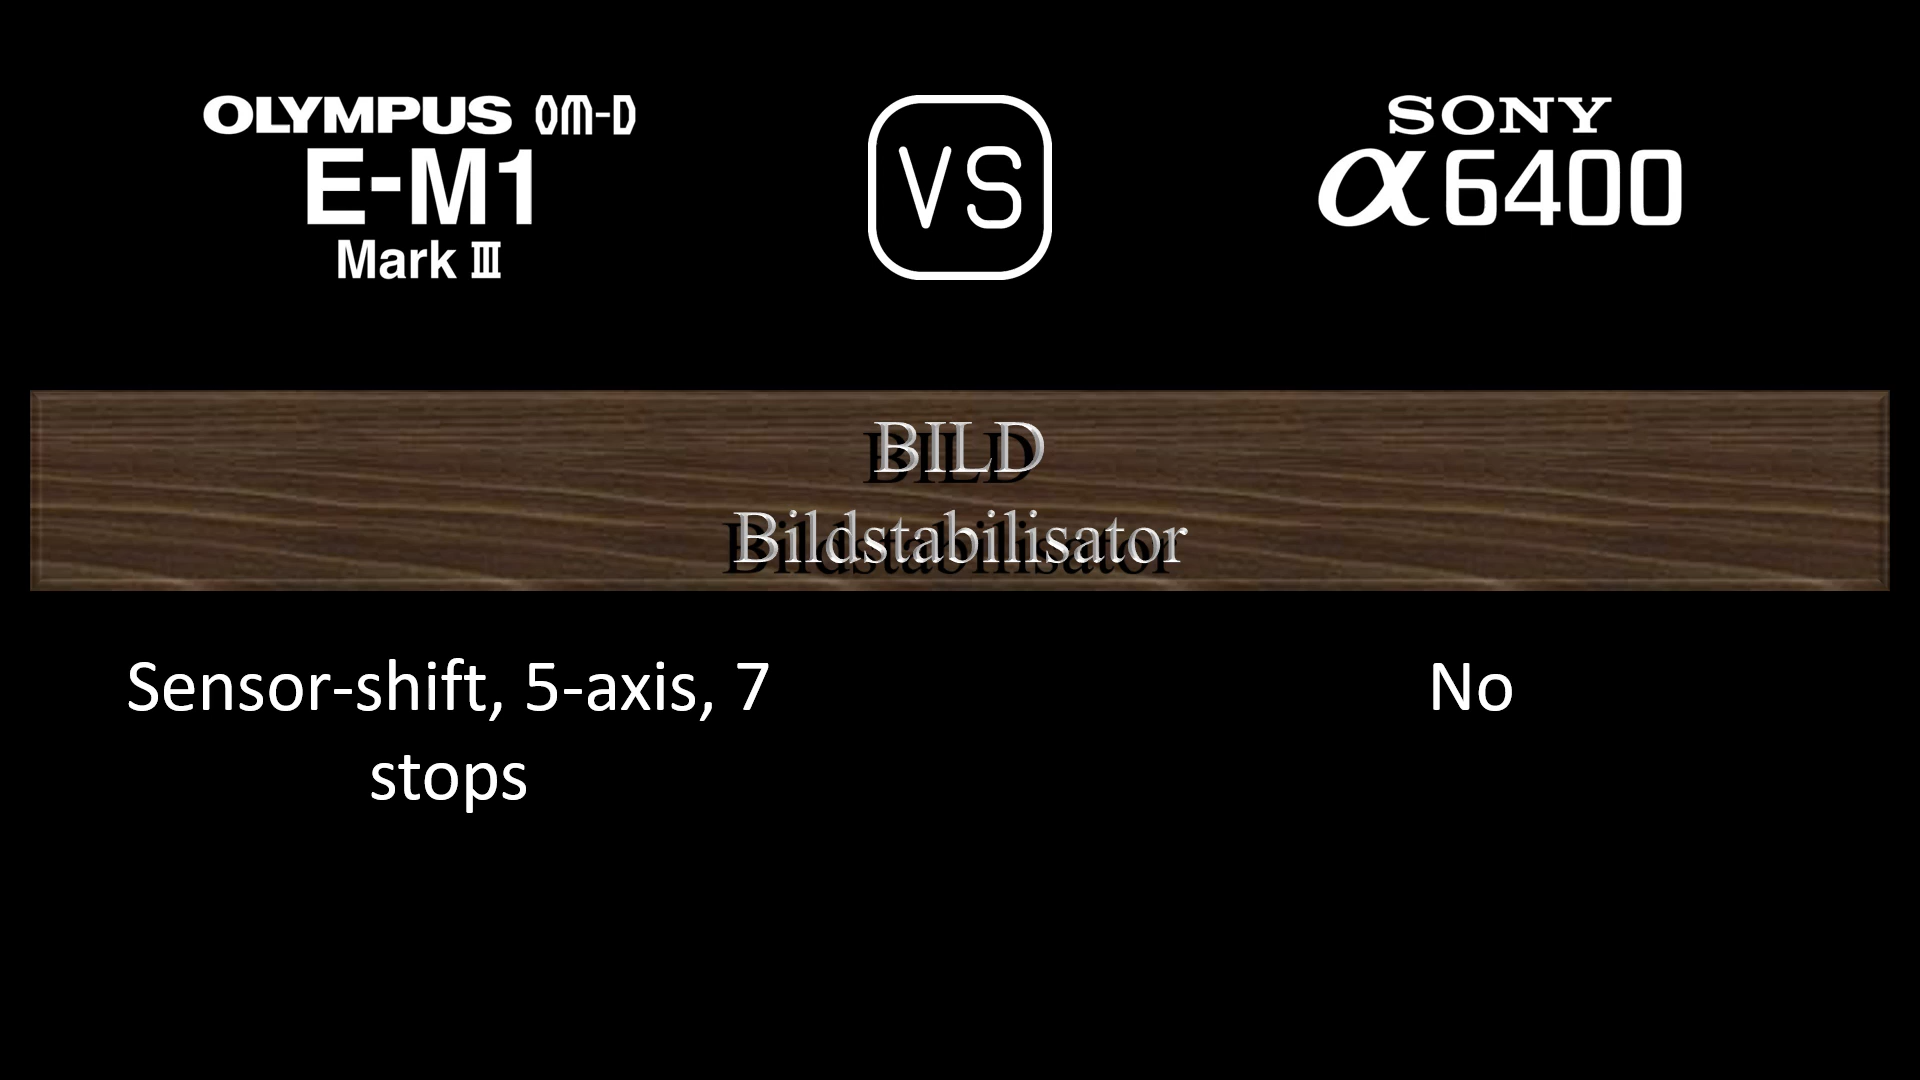 OLYMPUS OM-D
E-M1
Mark III
VS
SONY
α6400
BILD
Bildstabilisator
Sensor-shift, 5-axis, 7
stops
No